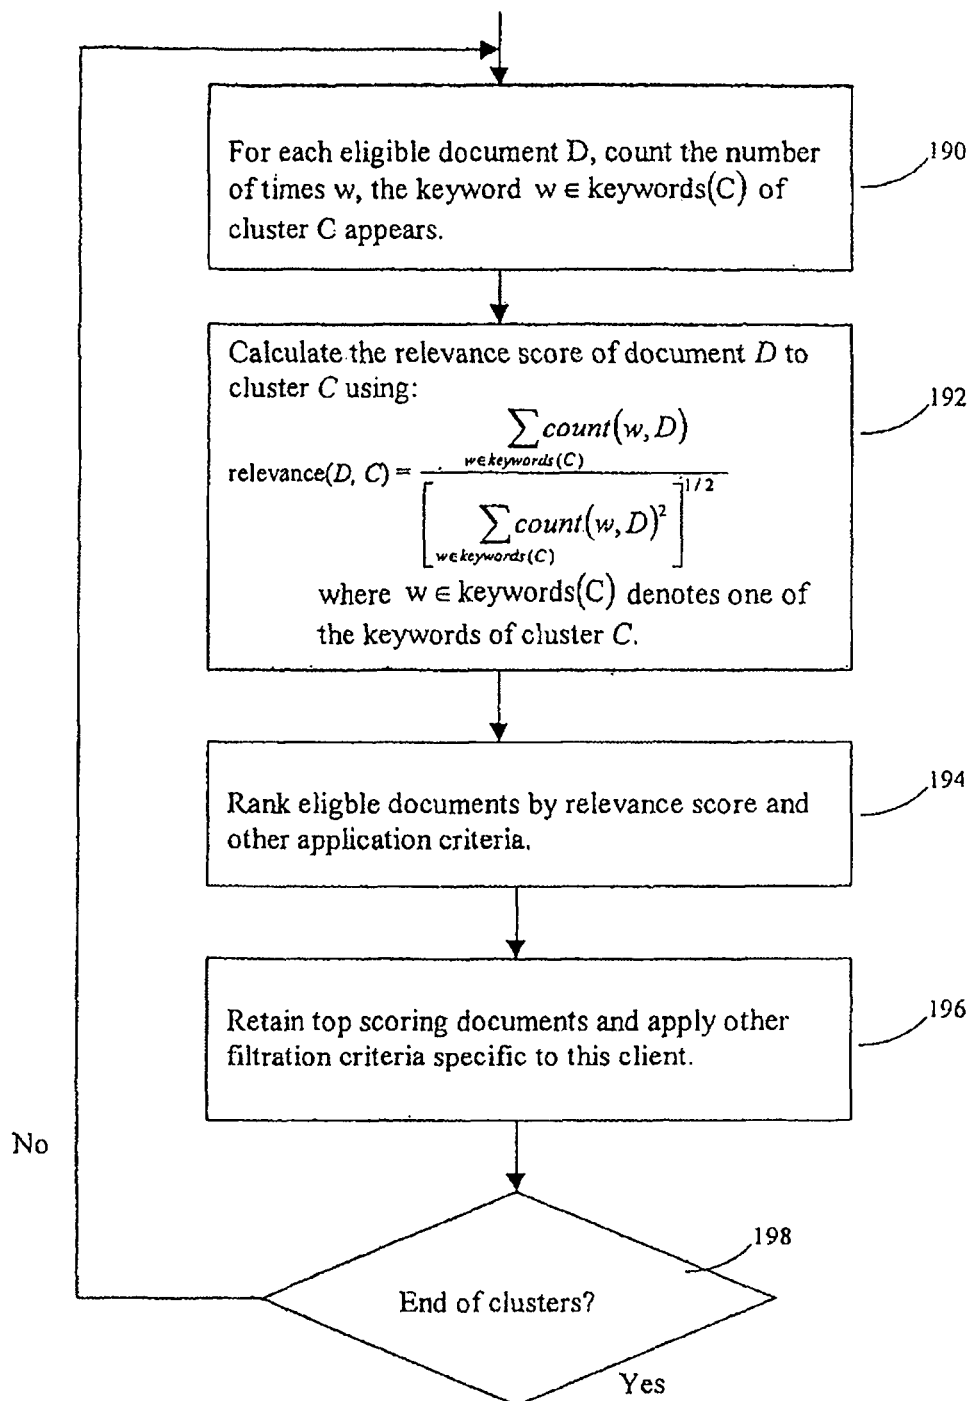 For each eligible document D, count the number
of times w, the keyword w ∈ keywords(C) of
cluster C appears.
190
Calculate the relevance score of document D to
cluster C using:
192
relevance(D, C) = ∑ count(w, D) w∈keywords(C) / [ ∑ count(w, D)² w∈keywords(C) ]^1/2
where w ∈ keywords(C) denotes one of
the keywords of cluster C.
Rank eligble documents by relevance score and
other application criteria.
194
Retain top scoring documents and apply other
filtration criteria specific to this client.
196
No
198
End of clusters?
Yes